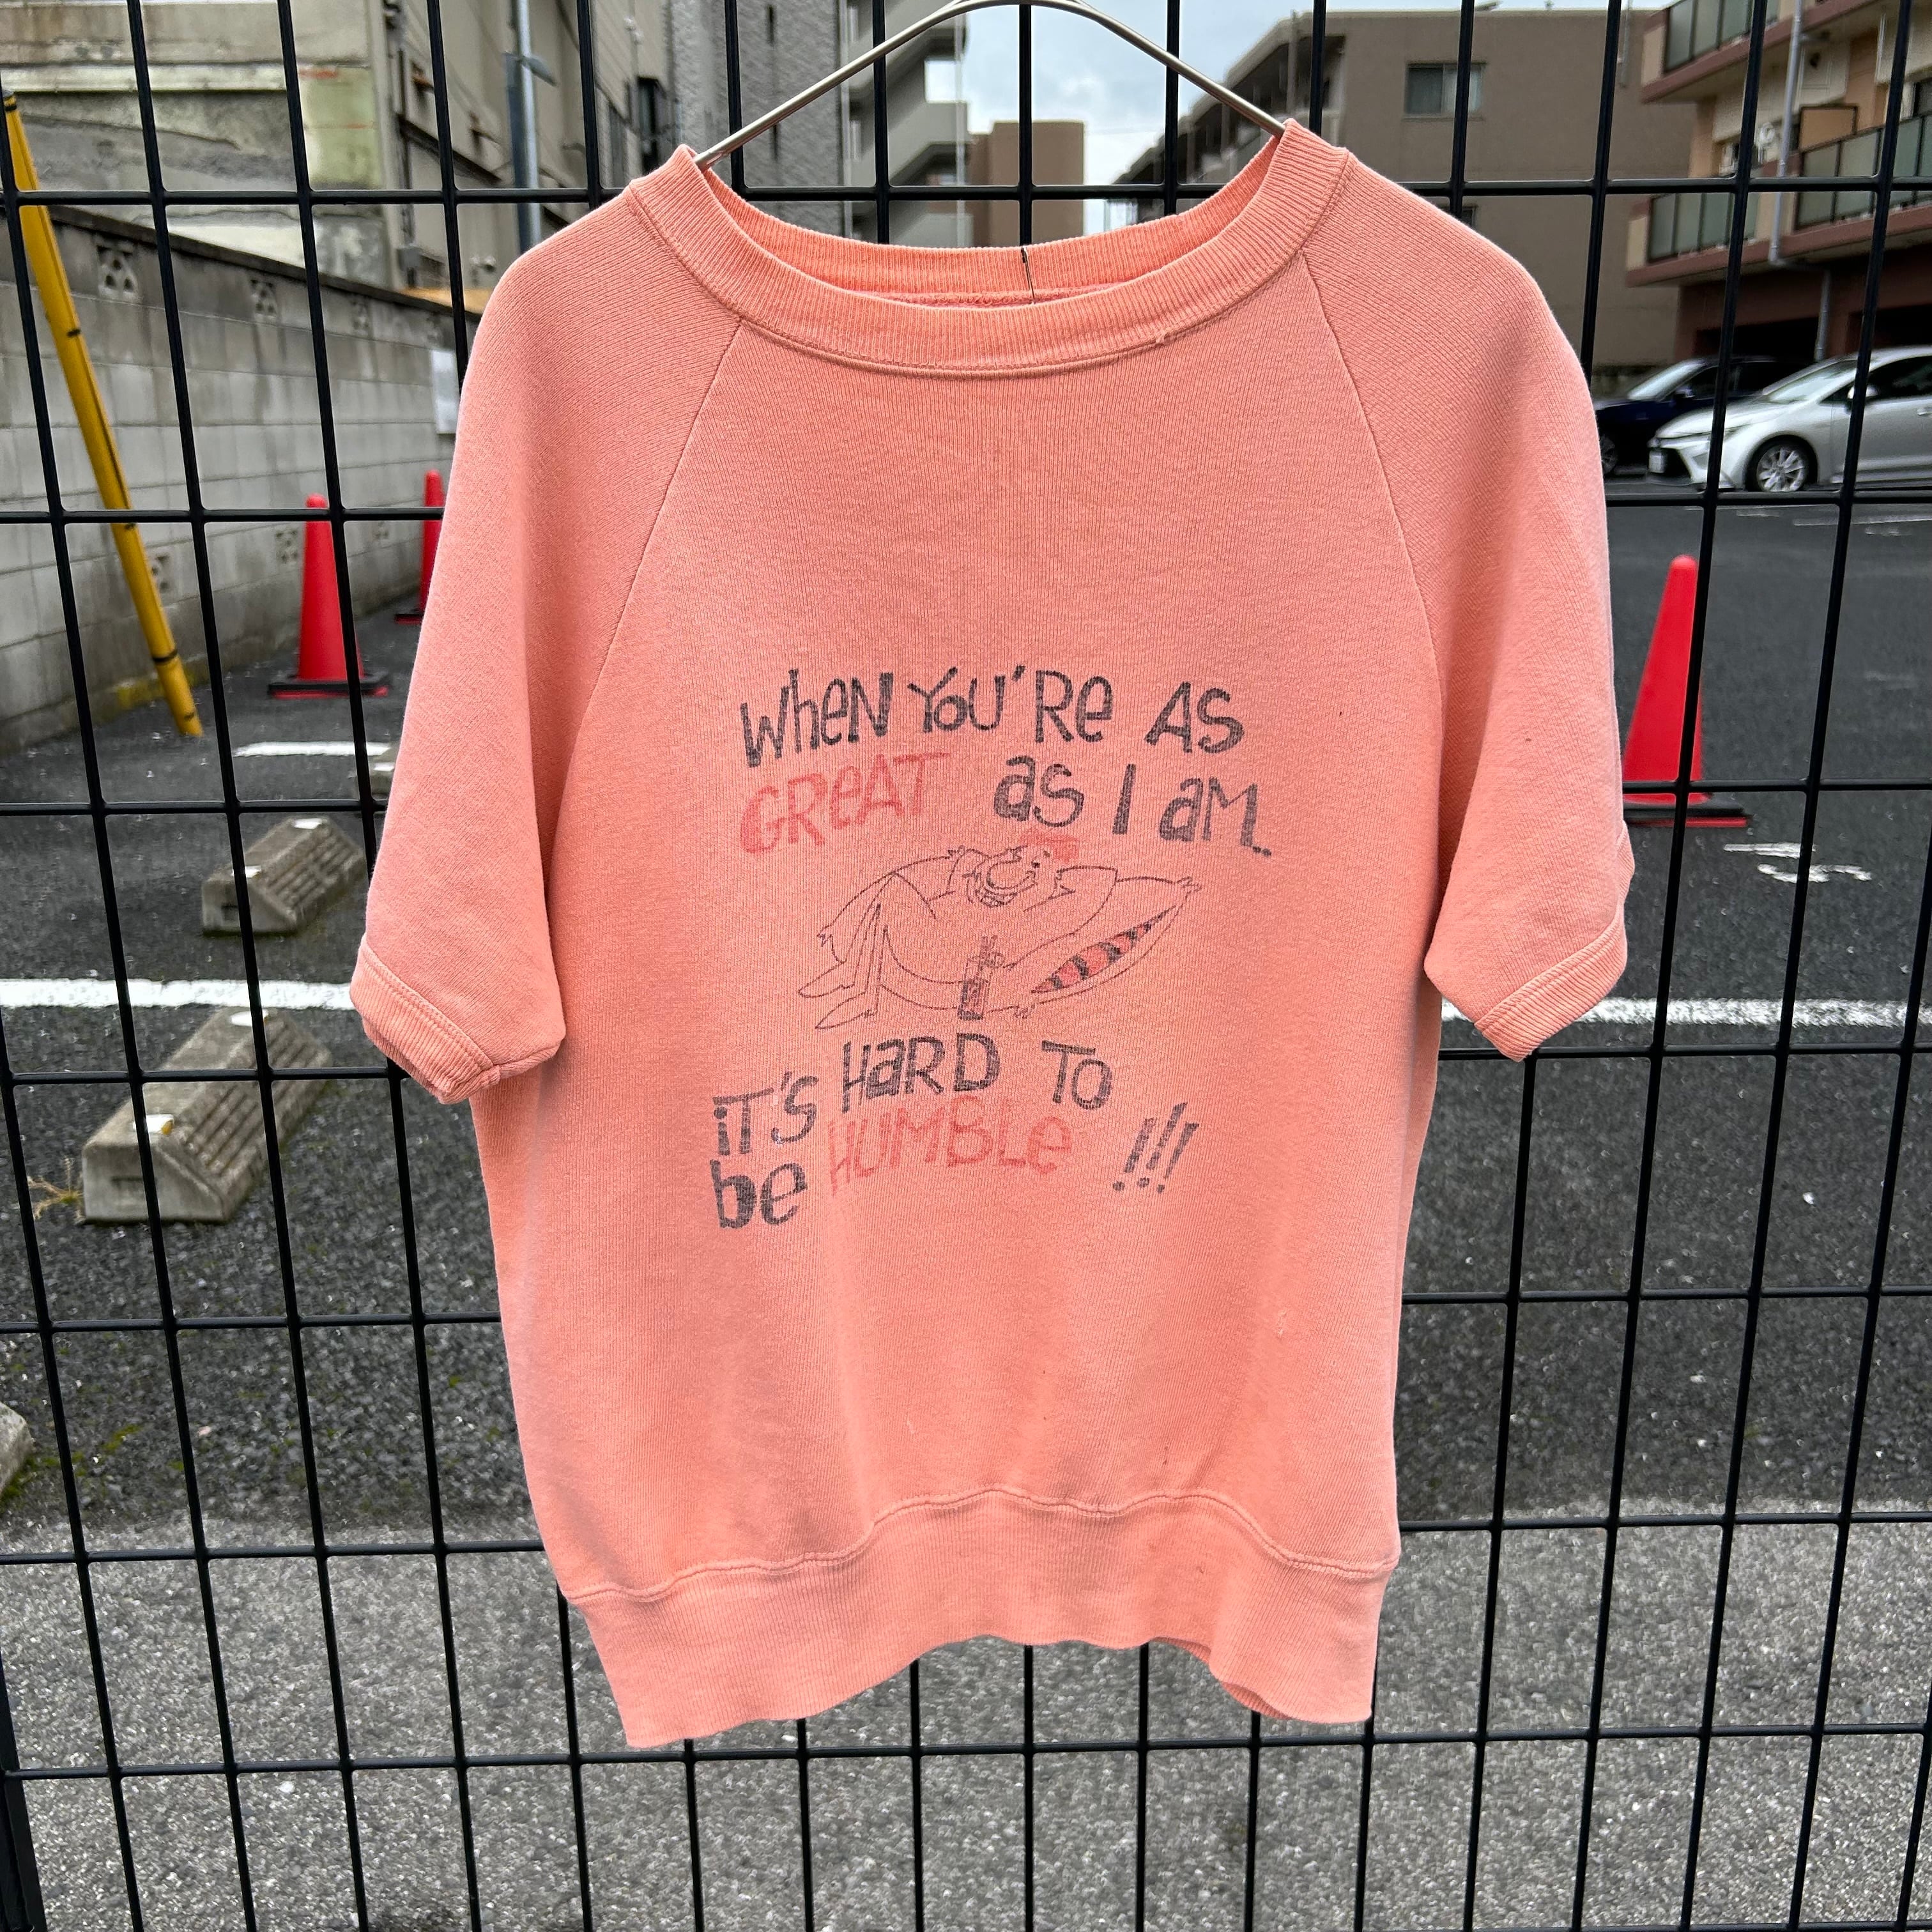 WheN YOU'Re AS
GReAT as I aM.
iT'S HaRD TO
be HUMBLe !!!